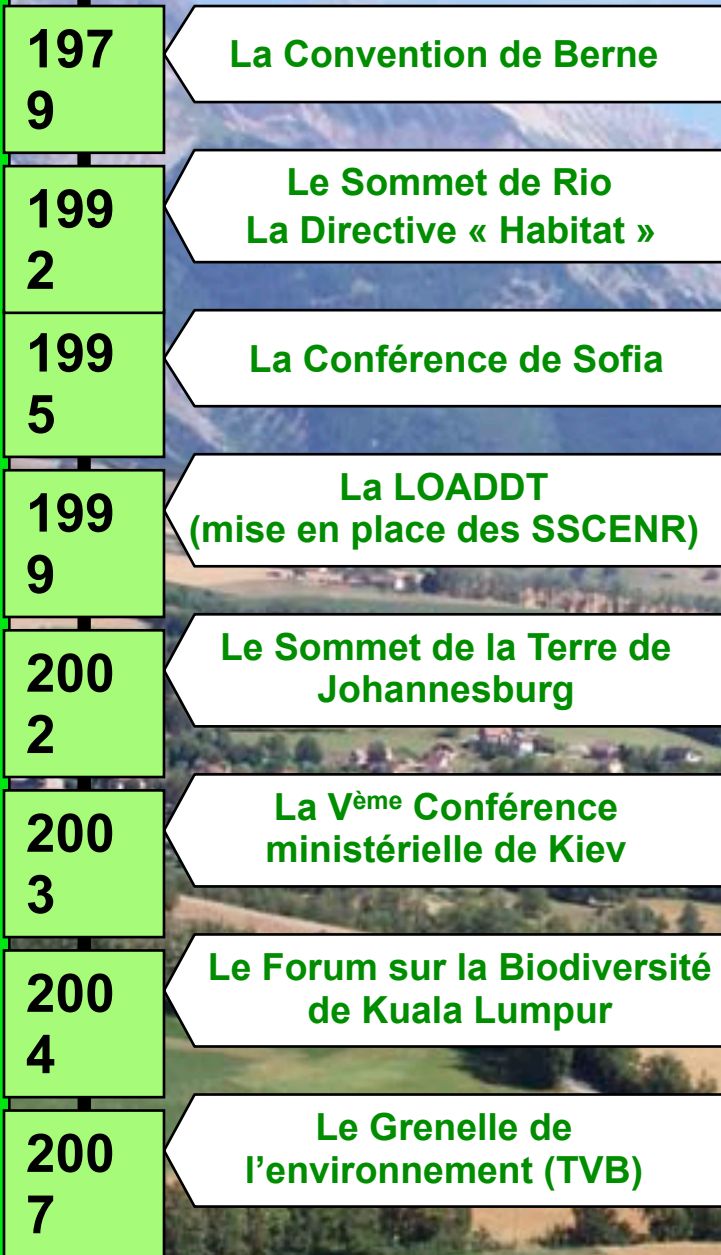 197
9
La Convention de Berne
199
2
Le Sommet de Rio
La Directive « Habitat »
199
5
La Conférence de Sofia
199
9
La LOADDT
(mise en place des SSCENR)
200
2
Le Sommet de la Terre de
Johannesburg
200
3
La Vème Conférence
ministérielle de Kiev
200
4
Le Forum sur la Biodiversité
de Kuala Lumpur
200
7
Le Grenelle de
l’environnement (TVB)